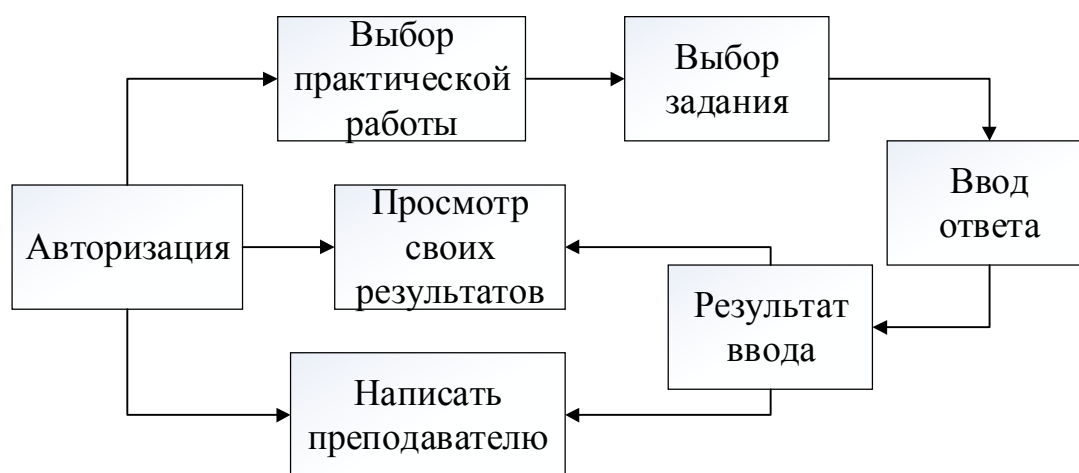 Выбор
практической
работы
Выбор
задания
Ввод
ответа
Авторизация
Просмотр
своих
результатов
Результат
ввода
Написать
преподавателю